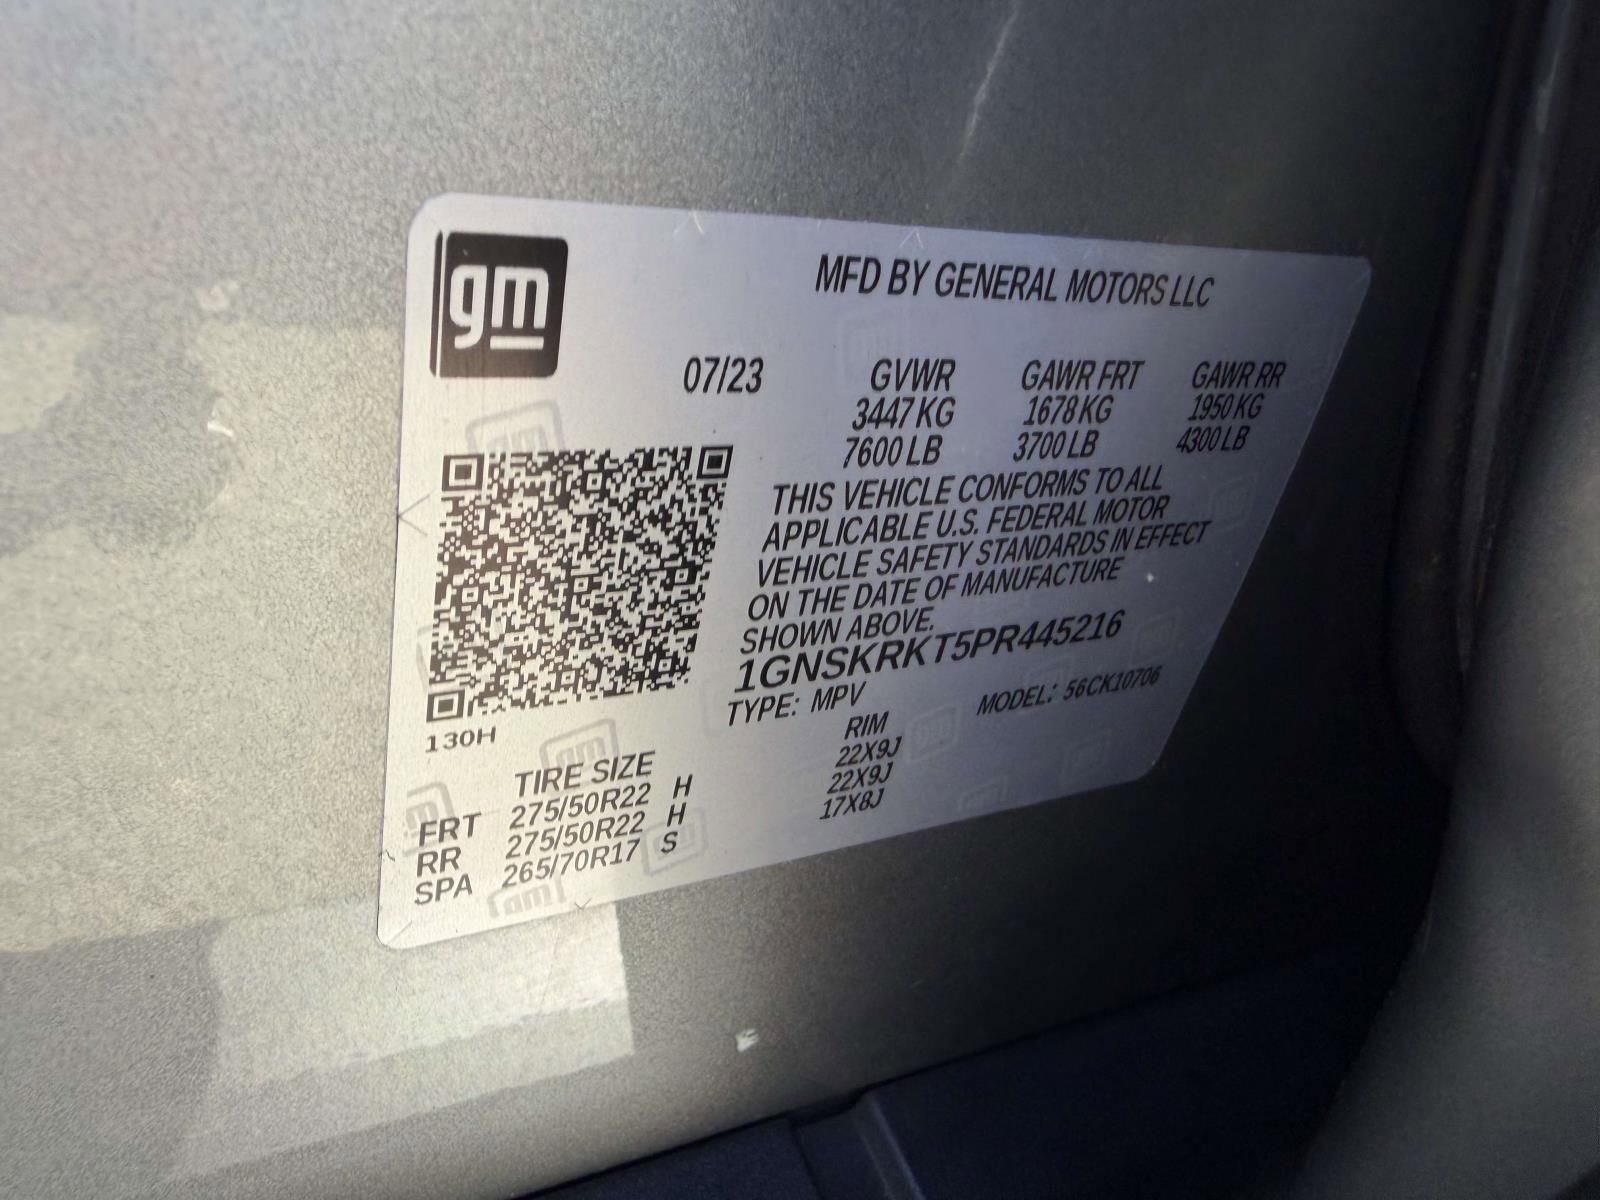 gm
MFD BY GENERAL MOTORS LLC
07/23 GVWR GAWR FRT GAWR RR
3447 KG 1678 KG 1950 KG
7600 LB 3700 LB 4300 LB
THIS VEHICLE CONFORMS TO ALL
APPLICABLE U.S. FEDERAL MOTOR
VEHICLE SAFETY STANDARDS IN EFFECT
ON THE DATE OF MANUFACTURE
SHOWN ABOVE.
1GNSKRKT5PR445216
TYPE: MPV MODEL: 56CK10706
130H
TIRE SIZE RIM
FRT 275/50R22 H 22X9J
RR 275/50R22 H 22X9J
SPA 265/70R17 S 17X8J